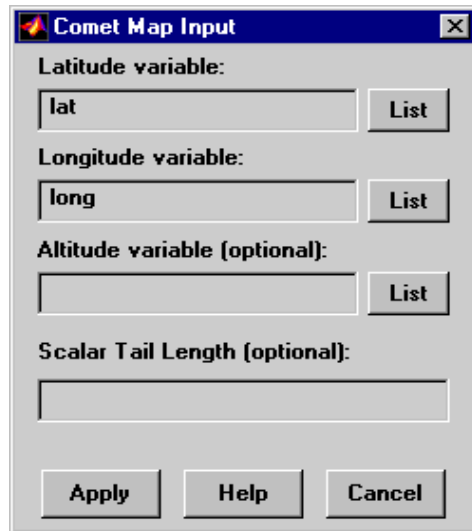 Comet Map Input
Latitude variable:
lat List
Longitude variable:
long List
Altitude variable (optional):
List
Scalar Tail Length (optional):
Apply Help Cancel